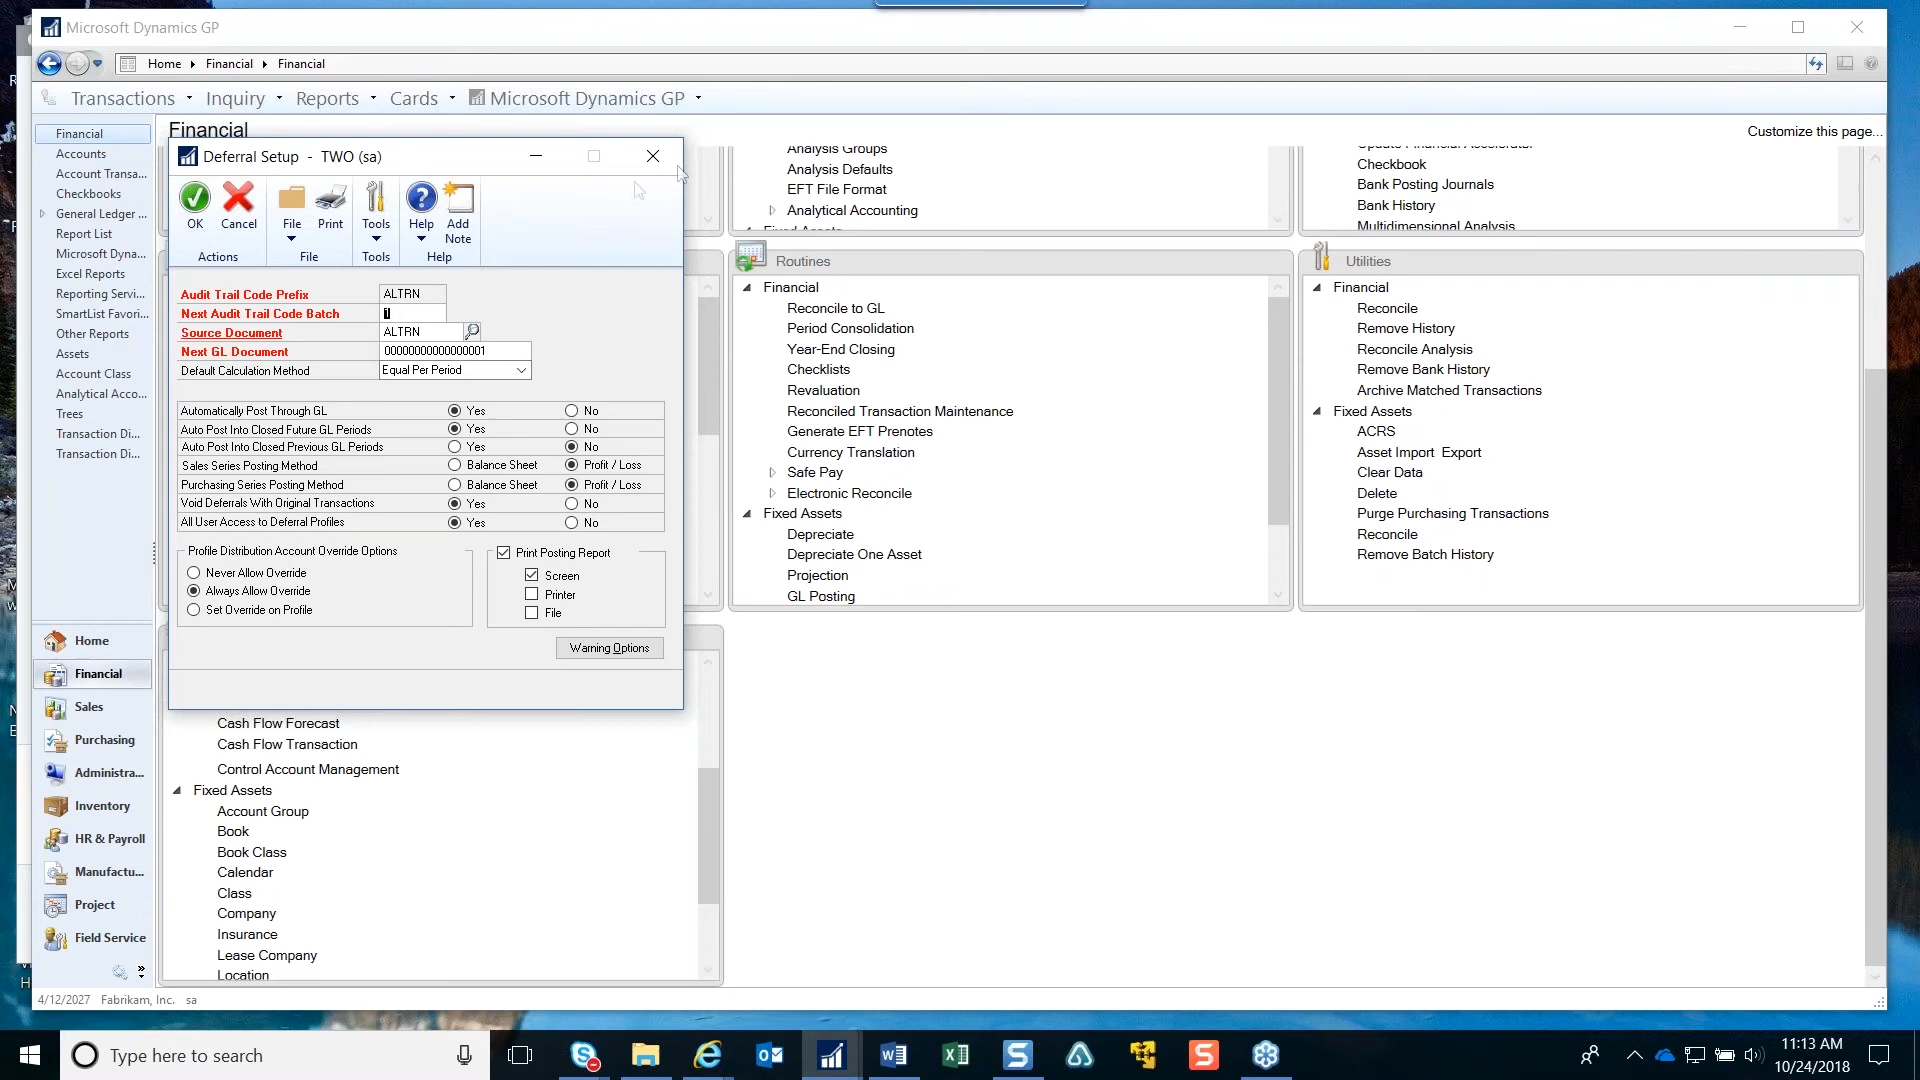 Microsoft Dynamics GP
Home Financial Financial
Transactions Inquiry Reports Cards Microsoft Dynamics GP
Financial
Customize this page...
Financial
Accounts
Account Transa...
Checkbooks
General Ledger ...
Report List
Microsoft Dyna...
Excel Reports
Reporting Servi...
SmartList Favori...
Other Reports
Assets
Account Class
Analytical Acco...
Trees
Transaction Di...
Transaction Di...
Home
Financial
Sales
Purchasing
Administra...
Inventory
HR & Payroll
Manufactu...
Project
Field Service
Deferral Setup - TWO (sa)
OK
Cancel
File
Print
Tools
Help
Add
Note
Actions
File
Tools
Help
Audit Trail Code Prefix ALTRN
Next Audit Trail Code Batch 1
Source Document ALTRN
Next GL Document 00000000000000001
Default Calculation Method Equal Per Period
Automatically Post Through GL Yes No
Auto Post Into Closed Future GL Periods Yes No
Auto Post Into Closed Previous GL Periods Yes No
Sales Series Posting Method Balance Sheet Profit / Loss
Purchasing Series Posting Method Balance Sheet Profit / Loss
Void Deferrals With Original Transactions Yes No
All User Access to Deferral Profiles Yes No
Profile Distribution Account Override Options
Never Allow Override
Always Allow Override
Set Override on Profile
Print Posting Report
Screen
Printer
File
Warning Options
Cash Flow Forecast
Cash Flow Transaction
Control Account Management
Fixed Assets
Account Group
Book
Book Class
Calendar
Class
Company
Insurance
Lease Company
Location
Analysis Groups
Analysis Defaults
EFT File Format
Analytical Accounting
Fixed Assets
Routines
Financial
Reconcile to GL
Period Consolidation
Year-End Closing
Checklists
Revaluation
Reconciled Transaction Maintenance
Generate EFT Prenotes
Currency Translation
Safe Pay
Electronic Reconcile
Fixed Assets
Depreciate
Depreciate One Asset
Projection
GL Posting
Update Financial Accelerator
Checkbook
Bank Posting Journals
Bank History
Multidimensional Analysis
Utilities
Financial
Reconcile
Remove History
Reconcile Analysis
Remove Bank History
Archive Matched Transactions
Fixed Assets
ACRS
Asset Import Export
Clear Data
Delete
Purge Purchasing Transactions
Reconcile
Remove Batch History
4/12/2027 Fabrikam, Inc. sa
Type here to search
11:13 AM
10/24/2018